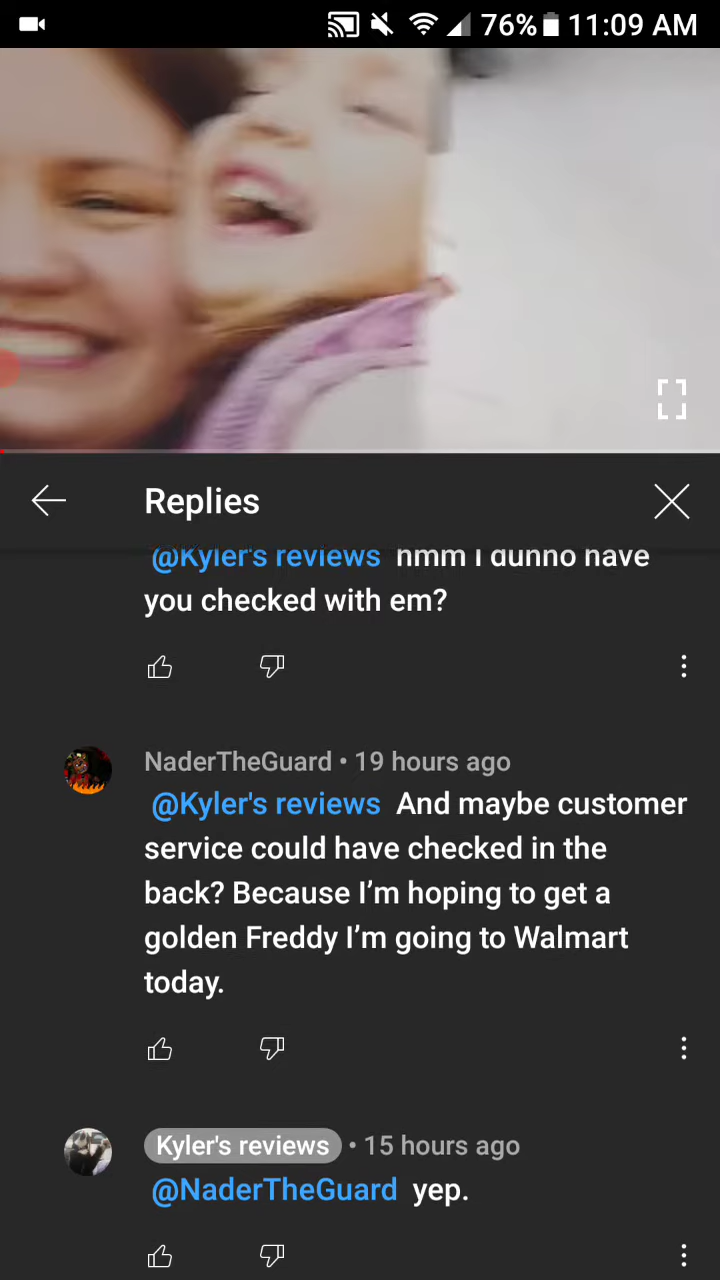 76% 11:09 AM
Replies
@Kyler's reviews hmm I dunno have
you checked with em?
NaderTheGuard • 19 hours ago
@Kyler's reviews And maybe customer
service could have checked in the
back? Because I’m hoping to get a
golden Freddy I’m going to Walmart
today.
Kyler's reviews • 15 hours ago
@NaderTheGuard yep.